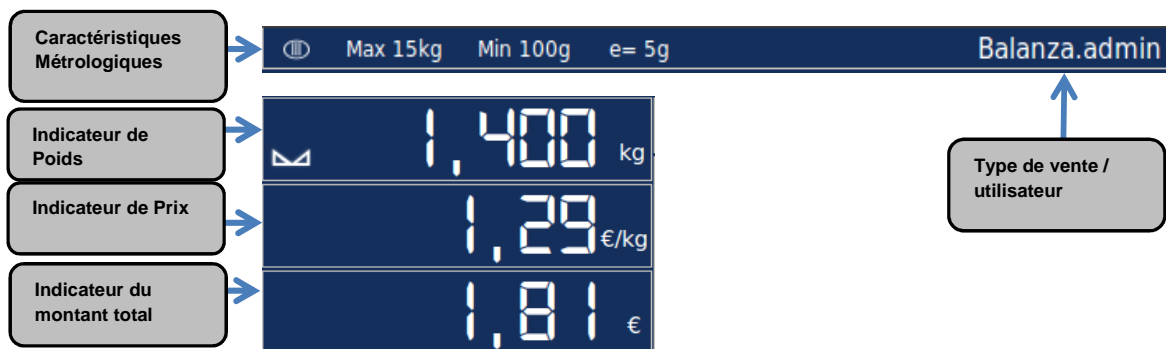 Caractéristiques
Métrologiques
Max 15kg Min 100g e= 5g Balanza.admin
Indicateur de
Poids
1,400 kg
Type de vente /
utilisateur
Indicateur de Prix
1,29 €/kg
Indicateur du
montant total
1,81 €